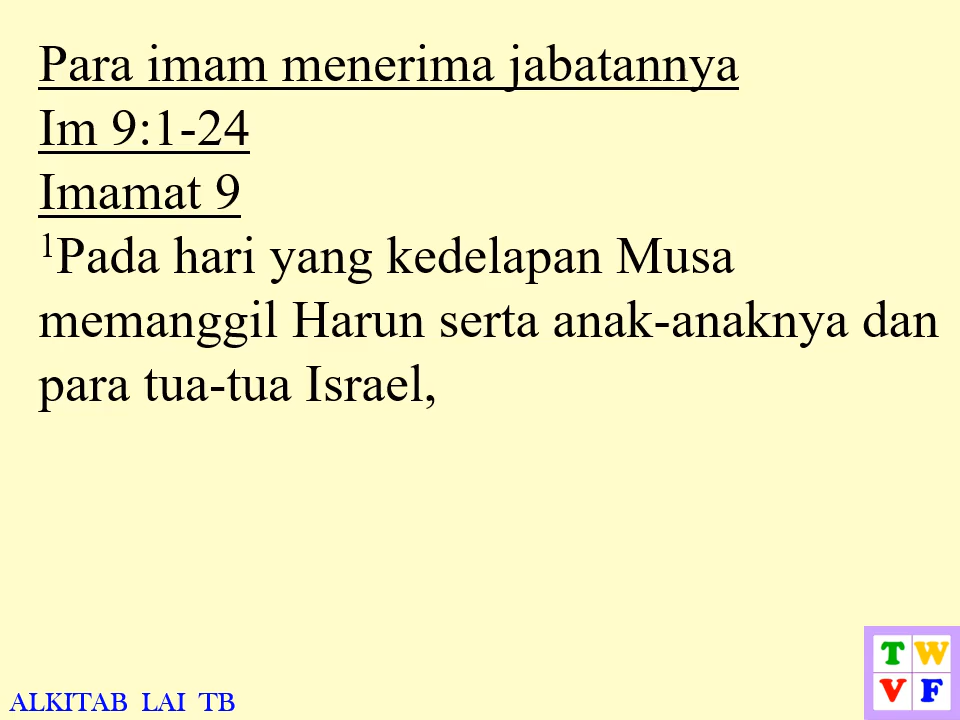 Para imam menerima jabatannya
Im 9:1-24
Imamat 9
1Pada hari yang kedelapan Musa
memanggil Harun serta anak-anaknya dan
para tua-tua Israel,
T W
V F
ALKITAB LAI TB